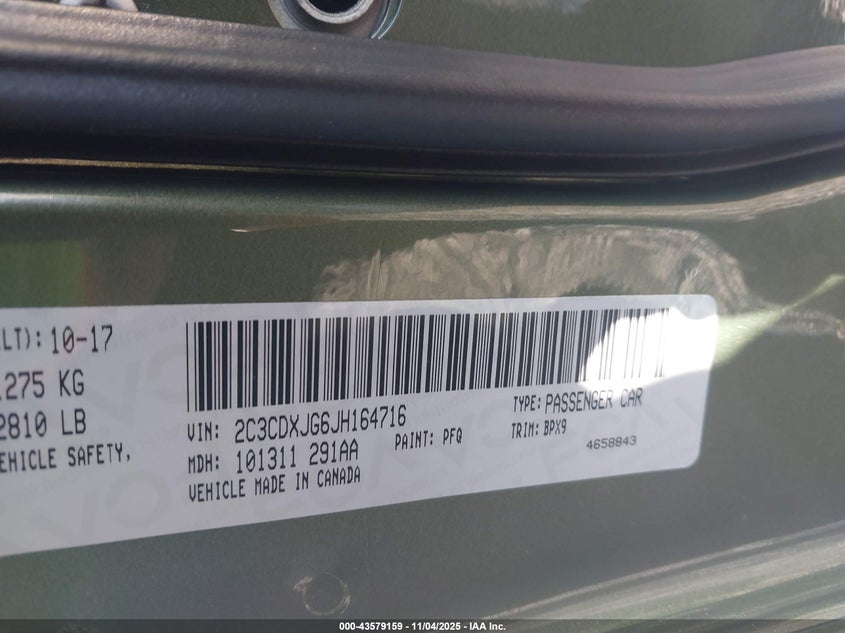 LT): 10-17
275 KG
2810 LB
EHICLE SAFETY,
VIN: 2C3CDXJG6JH164716
TYPE: PASSENGER CAR
MDH: 101311 291AA
PAINT: PFQ
TRIM: BPX9
4658843
VEHICLE MADE IN CANADA
000-43579159 - 11/04/2025 - IAA Inc.